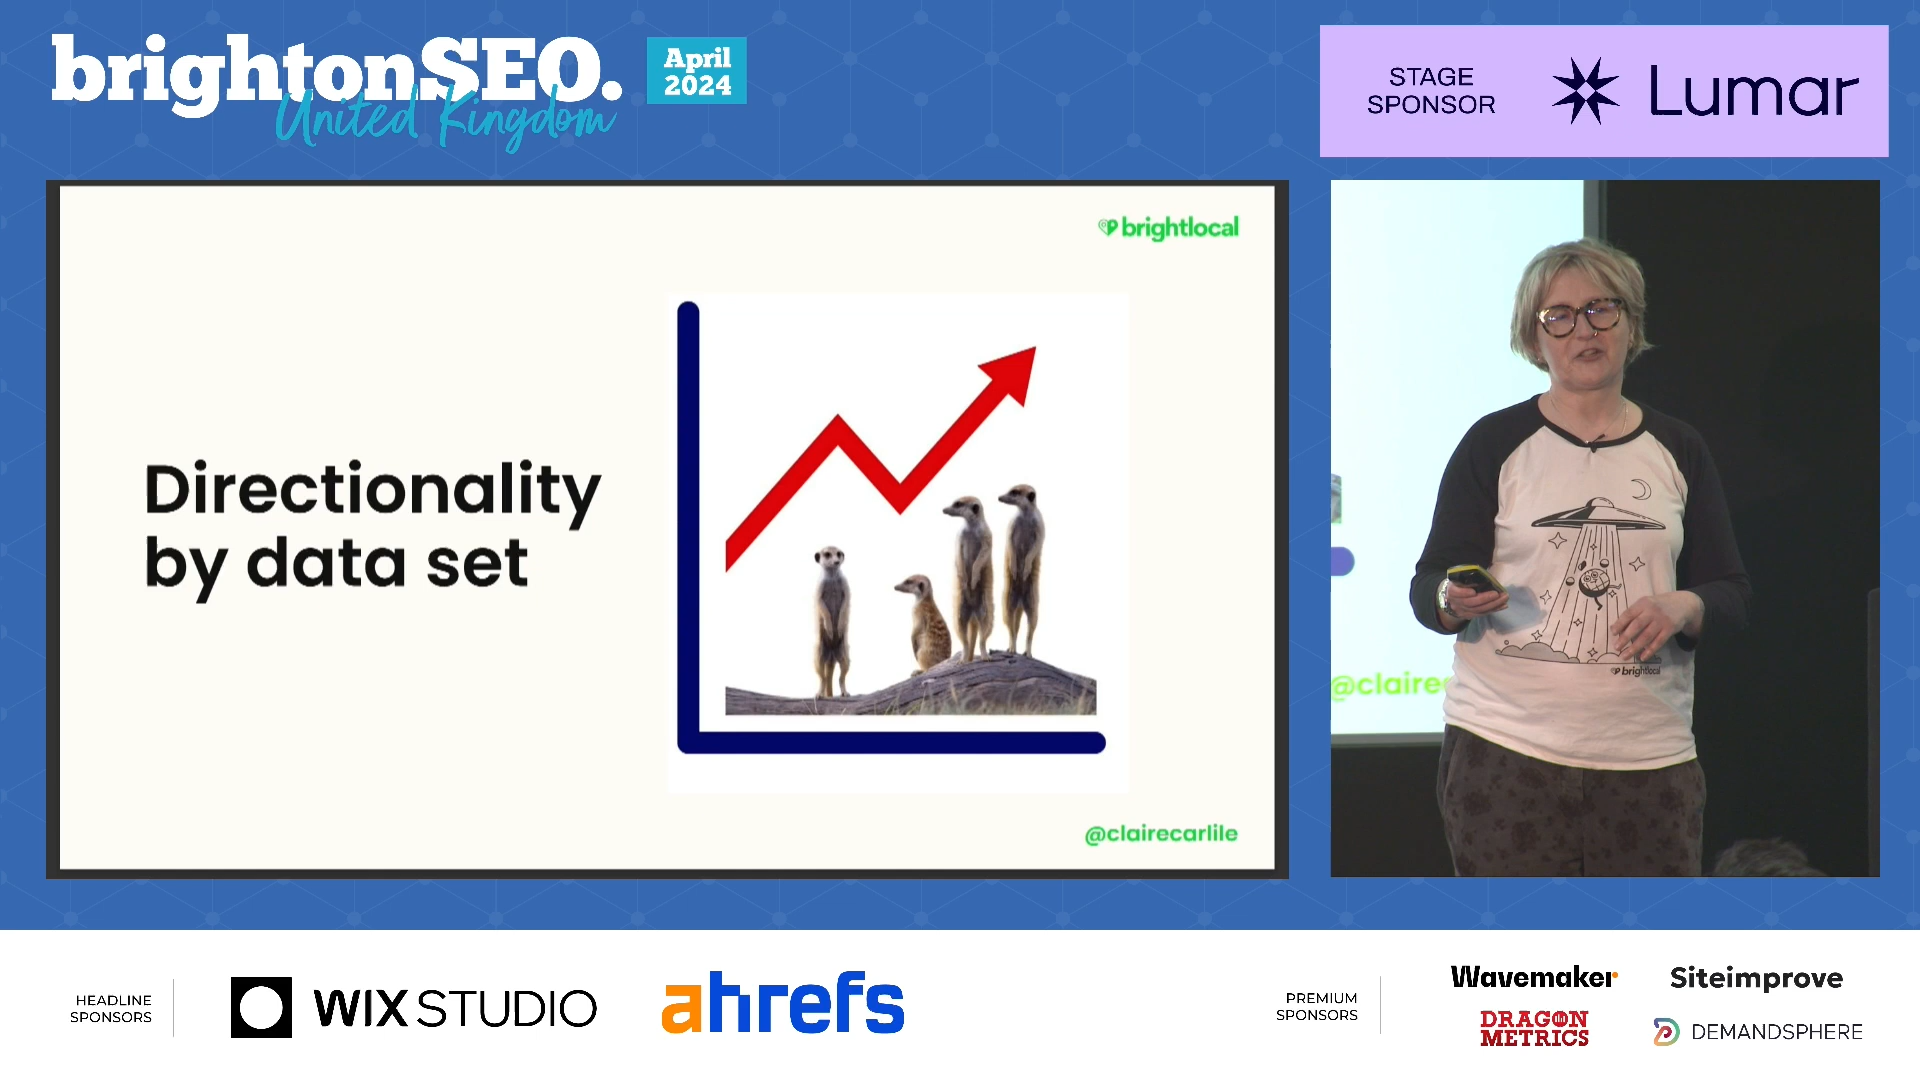 brightonSEO.
United Kingdom
April
2024
STAGE
SPONSOR
Lumar
brightlocal
Directionality
by data set
@clairecarlile
@claire
brightlocal
HEADLINE
SPONSORS
WIX STUDIO
ahrefs
PREMIUM
SPONSORS
Wavemaker
Siteimprove
DRAGON
METRICS
DEMANDSPHERE